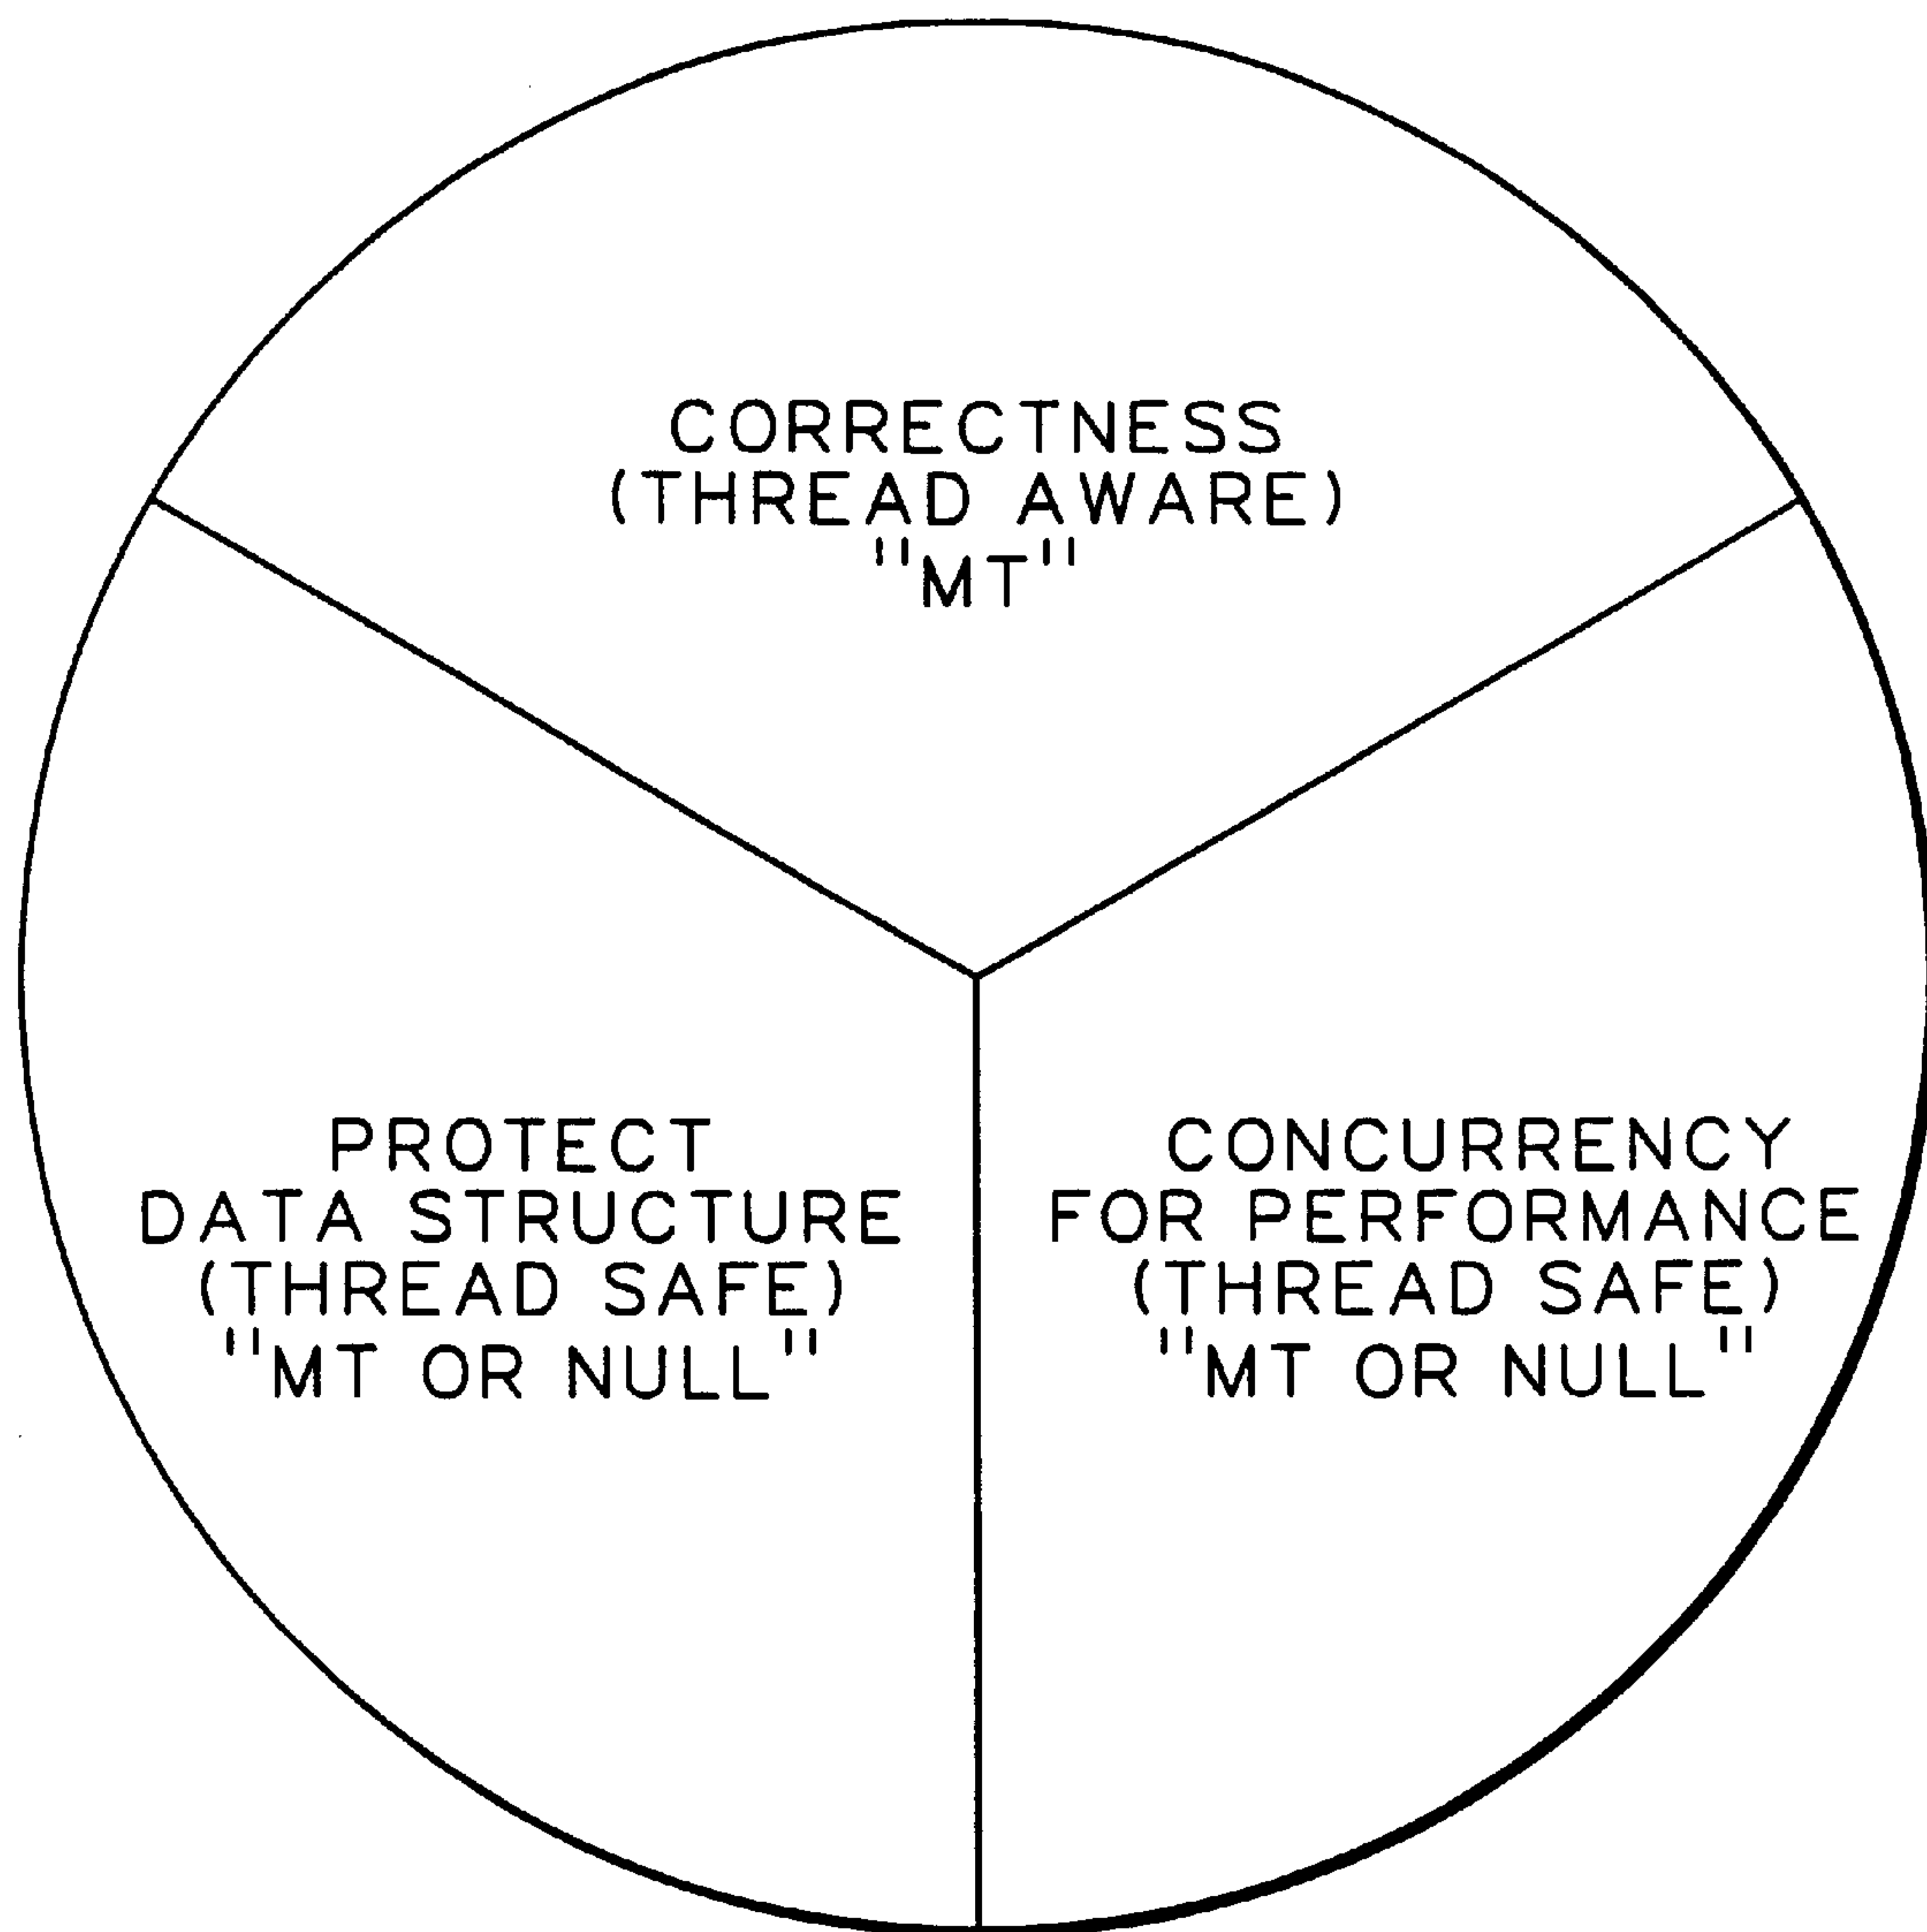 CORRECTNESS
(THREAD AWARE)
"MT"
PROTECT
DATA STRUCTURE
(THREAD SAFE)
"MT OR NULL"
CONCURRENCY
FOR PERFORMANCE
(THREAD SAFE)
"MT OR NULL"